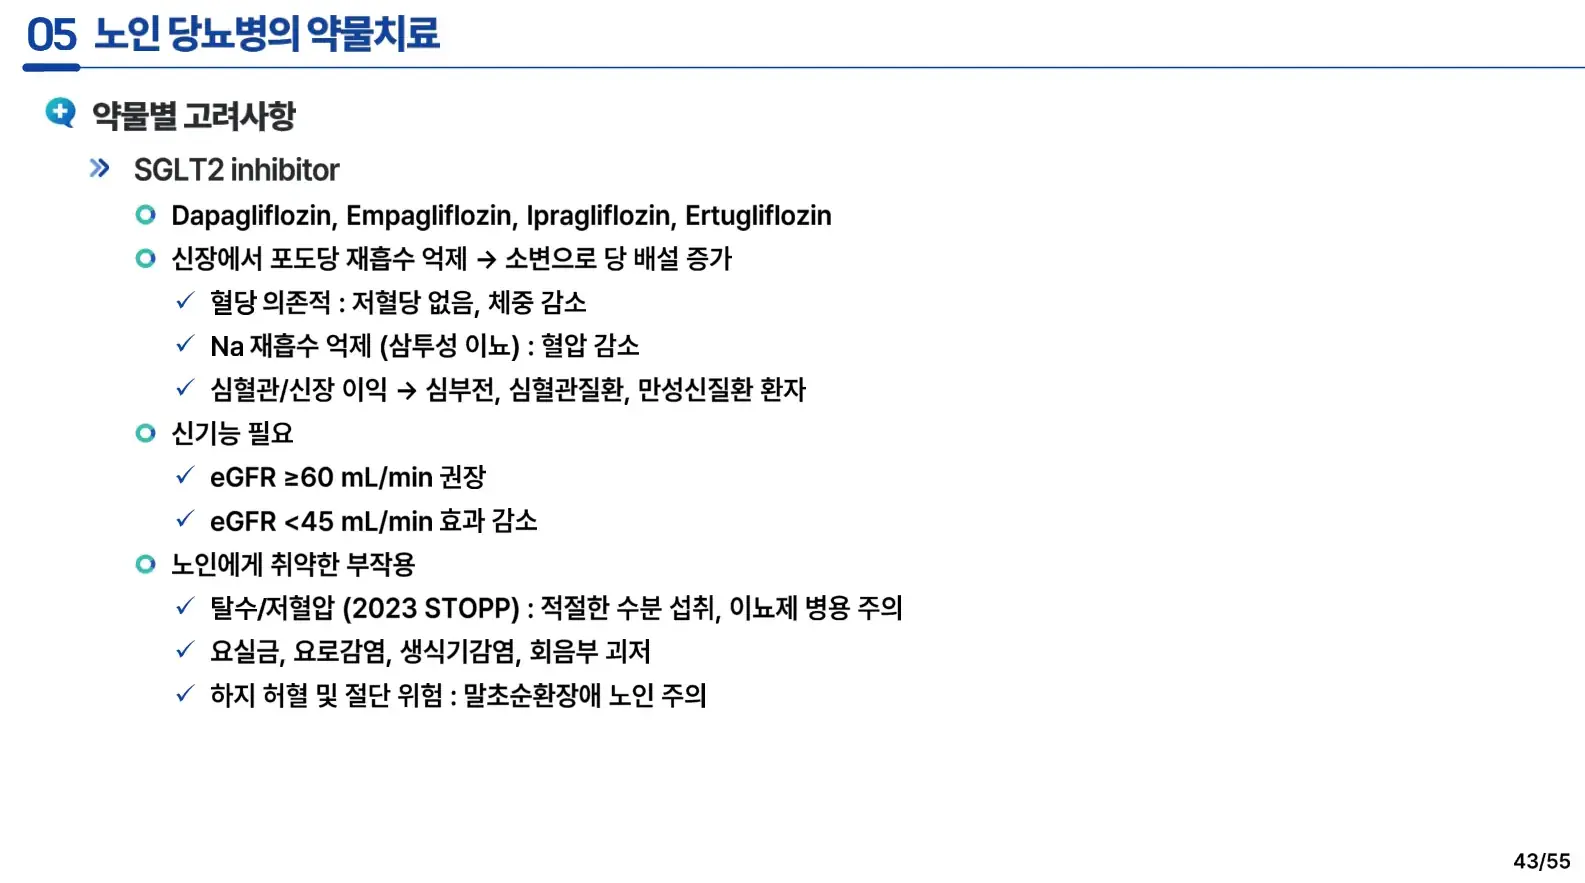 05 노인 당뇨병의 약물치료
약물별 고려사항
SGLT2 inhibitor
Dapagliflozin, Empagliflozin, Ipragliflozin, Ertugliflozin
신장에서 포도당 재흡수 억제 → 소변으로 당 배설 증가
✓ 혈당 의존적 : 저혈당 없음, 체중 감소
✓ Na 재흡수 억제 (삼투성 이뇨) : 혈압 감소
✓ 심혈관/신장 이익 → 심부전, 심혈관질환, 만성신질환 환자
신기능 필요
✓ eGFR ≥60 mL/min 권장
✓ eGFR <45 mL/min 효과 감소
노인에게 취약한 부작용
✓ 탈수/저혈압 (2023 STOPP) : 적절한 수분 섭취, 이뇨제 병용 주의
✓ 요실금, 요로감염, 생식기감염, 회음부 괴저
✓ 하지 허혈 및 절단 위험 : 말초순환장애 노인 주의
43/55